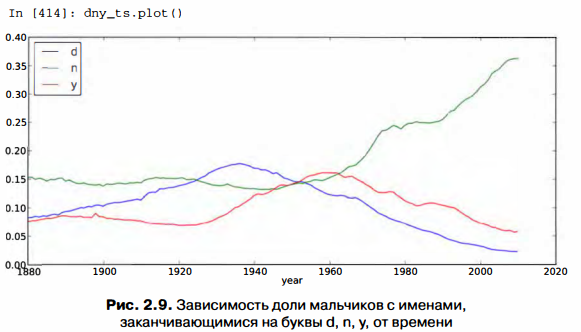 In [414]: dny_ts.plot()
0.40
0.35
0.30
0.25
0.20
0.15
0.10
0.05
0.00
d
n
y
1880
1900
1920
1940
1960
1980
2000
2020
year
Рис. 2.9. Зависимость доли мальчиков с именами,
заканчивающимися на буквы d, n, y, от времени